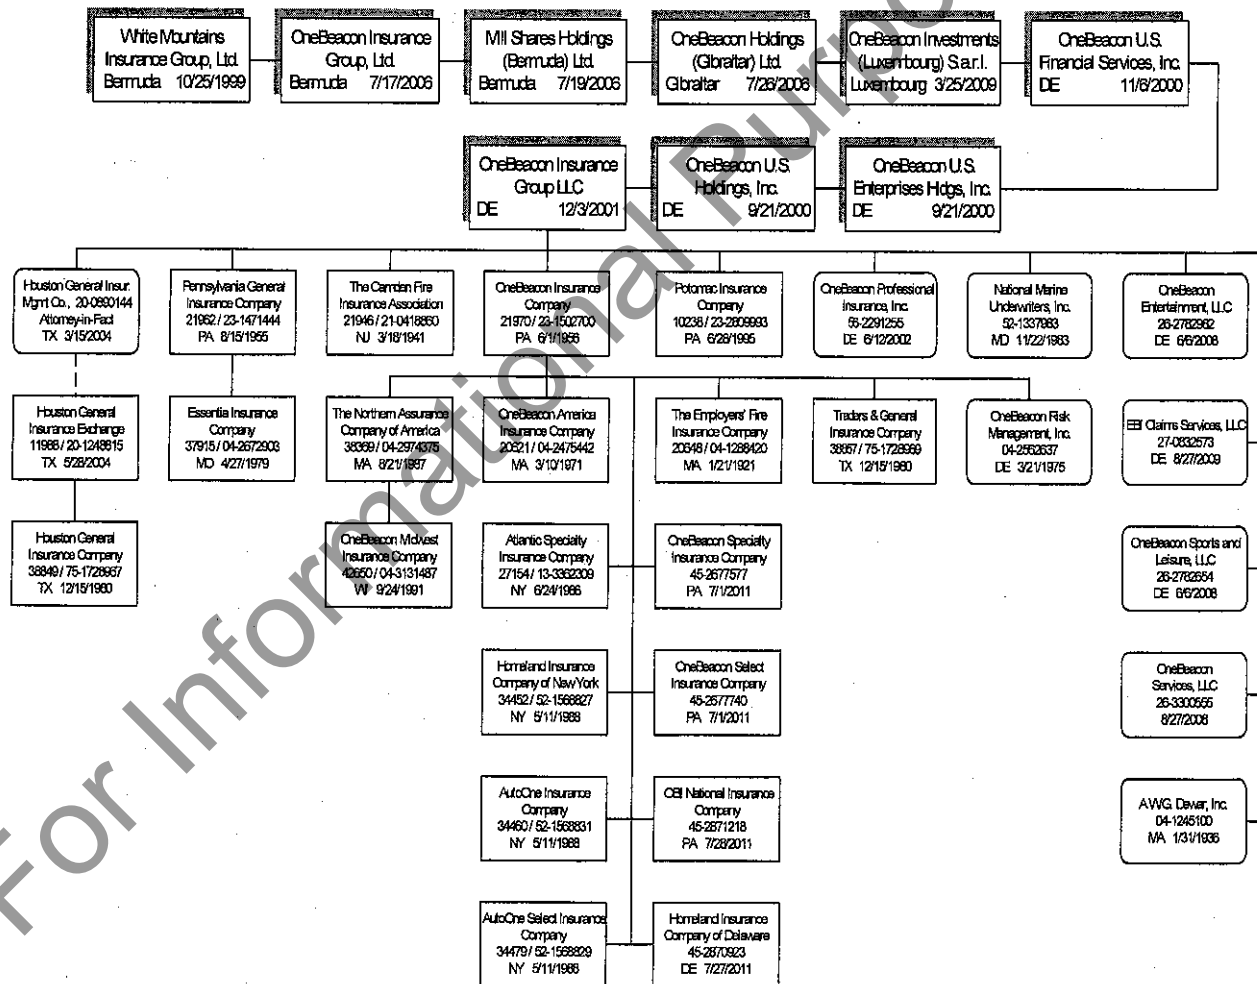 White Mountains
Insurance Group, Ltd.
Bermuda 10/25/1999
OneBeacon Insurance
Group, Ltd.
Bermuda 7/17/2006
MII Shares Holdings
(Bermuda) Ltd.
Bermuda 7/19/2006
OneBeacon Holdings
(Gibraltar) Ltd.
Gibraltar 7/26/2006
OneBeacon Investments
(Luxembourg) S.a.r.l.
Luxembourg 3/25/2009
OneBeacon U.S.
Financial Services, Inc.
DE 11/6/2000
OneBeacon Insurance
Group LLC
DE 12/3/2001
OneBeacon U.S.
Holdings, Inc.
DE 9/21/2000
OneBeacon U.S.
Enterprises Hdgs, Inc.
DE 9/21/2000
Houston General Insur.
Mgmt Co., 20-0690144
Attorney-in-Fact
TX 3/15/2004
Pennsylvania General
Insurance Company
21962 / 23-1471444
PA 8/15/1955
The Camden Fire
Insurance Association
21946 / 21-0418860
NJ 3/18/1941
OneBeacon Insurance
Company
21970 / 23-1502700
PA 6/1/1956
Potomac Insurance
Company
10236 / 23-2809993
PA 6/28/1995
OneBeacon Professional
Insurance, Inc.
56-2291255
DE 6/12/2002
National Marine
Underwriters, Inc.
52-1337983
MD 11/22/1983
OneBeacon
Entertainment, LLC
26-2782982
DE 6/6/2008
Houston General
Insurance Exchange
11988 / 20-1248615
TX 5/28/2004
Essentia Insurance
Company
37915 / 04-2672903
MD 4/27/1979
The Northern Assurance
Company of America
38369 / 04-2974375
MA 8/21/1987
OneBeacon America
Insurance Company
20621 / 04-2475442
MA 3/10/1971
The Employers' Fire
Insurance Company
20648 / 04-1288420
MA 1/21/1921
Traders & General
Insurance Company
38867 / 75-1728969
TX 12/15/1980
OneBeacon Risk
Management, Inc.
04-2562637
DE 3/21/1975
EBI Claims Services, LLC
27-0832573
DE 8/27/2009
Houston General
Insurance Company
38849 / 75-1728967
TX 12/15/1980
OneBeacon Midwest
Insurance Company
42650 / 04-3131487
WI 9/24/1991
Atlantic Specialty
Insurance Company
27154 / 13-3362309
NY 6/24/1986
OneBeacon Specialty
Insurance Company
45-2677577
PA 7/1/2011
OneBeacon Sports and
Leisure, LLC
26-2782654
DE 6/6/2008
Homeland Insurance
Company of New York
34452 / 52-1568827
NY 5/11/1988
OneBeacon Select
Insurance Company
45-2677740
PA 7/1/2011
OneBeacon
Services, LLC
26-3300555
8/27/2008
AutoOne Insurance
Company
34460 / 52-1568831
NY 5/11/1988
OBI National Insurance
Company
45-2871218
PA 7/28/2011
A.W.G. Dewar, Inc.
04-1245100
MA 1/31/1936
AutoOne Select Insurance
Company
34479 / 52-1568829
NY 5/11/1988
Homeland Insurance
Company of Delaware
45-2870923
DE 7/27/2011
For Informational Purpo